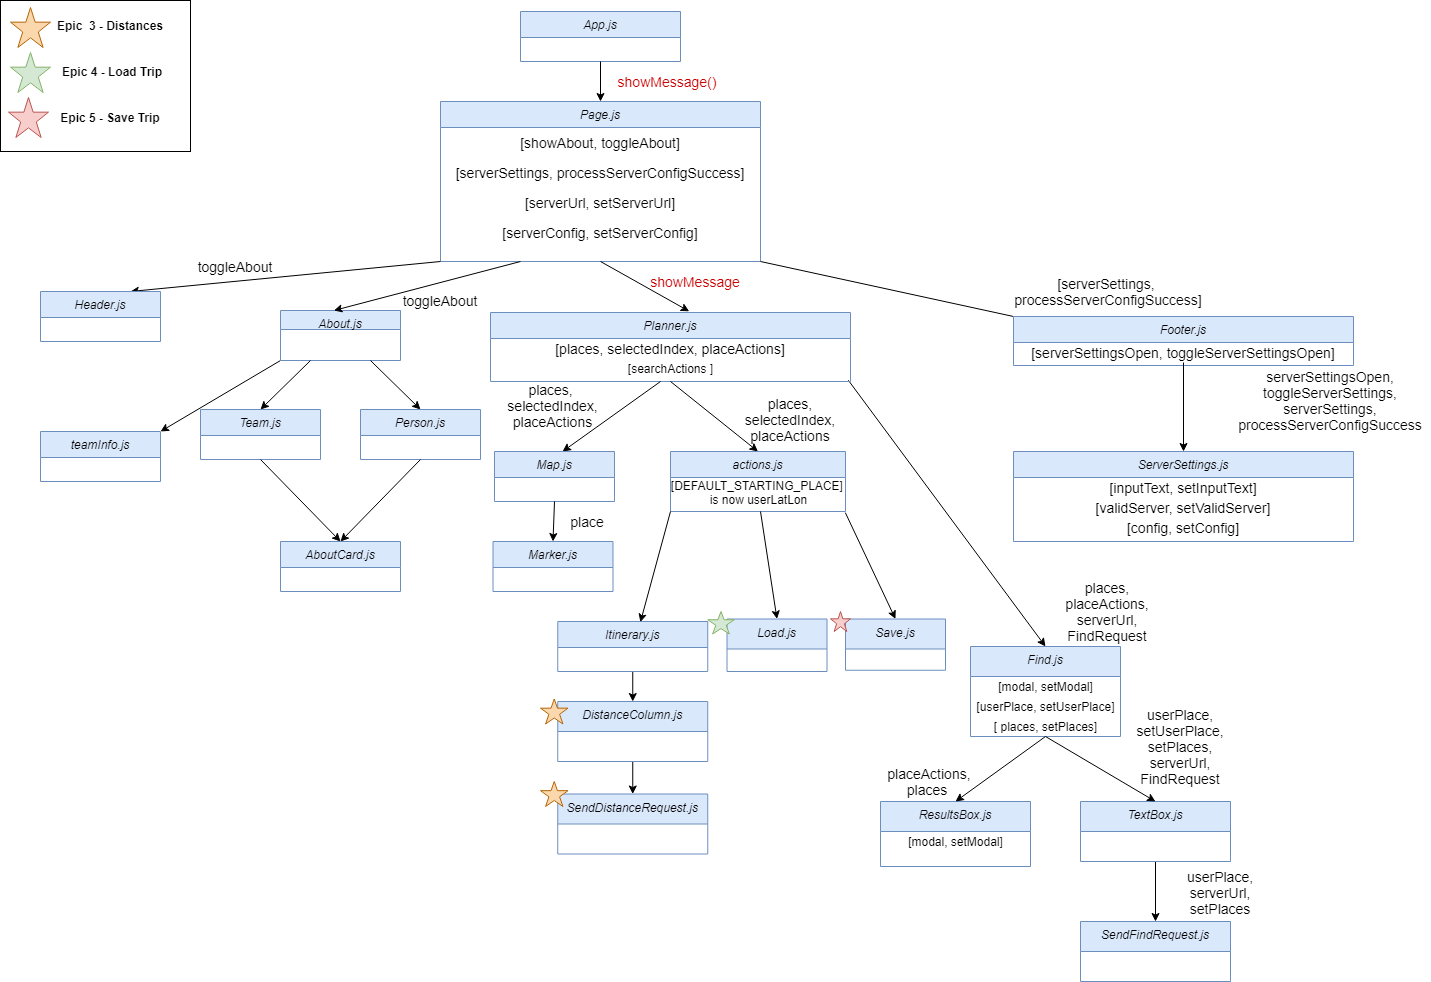 Epic  3 - Distances
Epic 4 - Load Trip
Epic 5 - Save Trip
App.js
showMessage()
Page.js
[showAbout, toggleAbout]
[serverSettings, processServerConfigSuccess]
[serverUrl, setServerUrl]
[serverConfig, setServerConfig]
toggleAbout
toggleAbout
showMessage
[serverSettings,
processServerConfigSuccess]
Header.js
About.js
Planner.js
[places, selectedIndex, placeActions]
[searchActions ]
Footer.js
[serverSettingsOpen, toggleServerSettingsOpen]
places,
selectedIndex,
placeActions
places,
selectedIndex,
placeActions
serverSettingsOpen,
toggleServerSettings,
serverSettings,
processServerConfigSuccess
teamInfo.js
Team.js
Person.js
Map.js
actions.js
[DEFAULT_STARTING_PLACE]
is now userLatLon
ServerSettings.js
[inputText, setInputText]
[validServer, setValidServer]
[config, setConfig]
place
AboutCard.js
Marker.js
places,
placeActions,
serverUrl,
FindRequest
Itinerary.js
Load.js
Save.js
Find.js
[modal, setModal]
[userPlace, setUserPlace]
[ places, setPlaces]
DistanceColumn.js
userPlace,
setUserPlace,
setPlaces,
serverUrl,
FindRequest
placeActions,
places
SendDistanceRequest.js
ResultsBox.js
[modal, setModal]
TextBox.js
userPlace,
serverUrl,
setPlaces
SendFindRequest.js